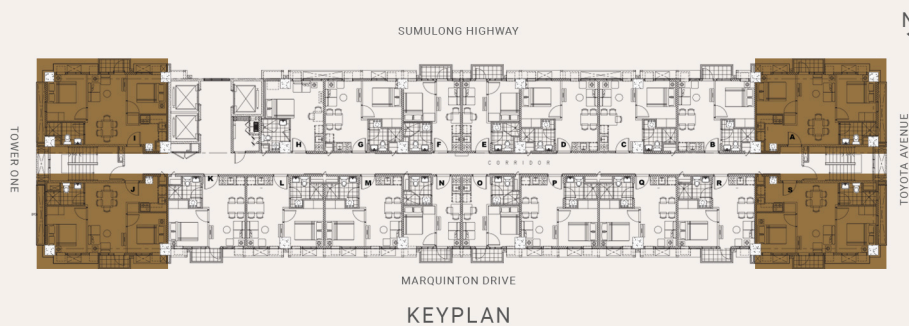 N
SUMULONG HIGHWAY
TOWER ONE
TOYOTA AVENUE
I
H
G
F
E
D
C
B
A
CORRIDOR
J
K
L
M
N
O
P
Q
R
S
MARQUINTON DRIVE
KEYPLAN